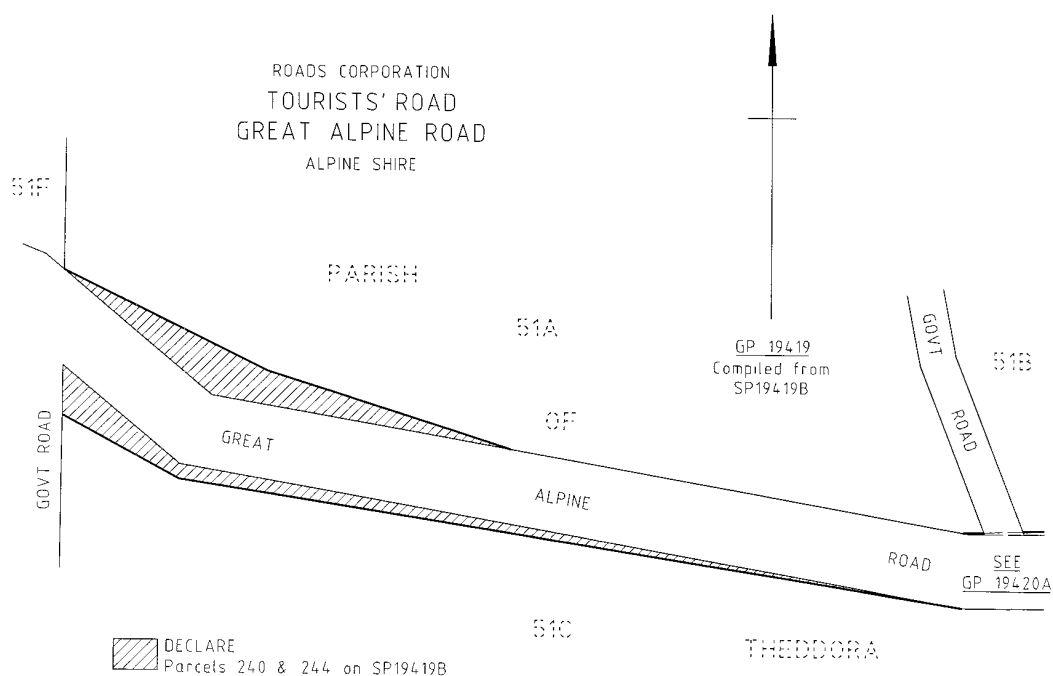 ROADS CORPORATION
TOURISTS' ROAD
GREAT ALPINE ROAD
ALPINE SHIRE
51F
PARISH
51A
GP 19419
Compiled from
SP19419B
GOVT
ROAD
51B
OF
GREAT
ALPINE
ROAD
GOVT ROAD
SEE
GP 19420A
51C
THEDDORA
DECLARE
Parcels 240 & 244 on SP19419B